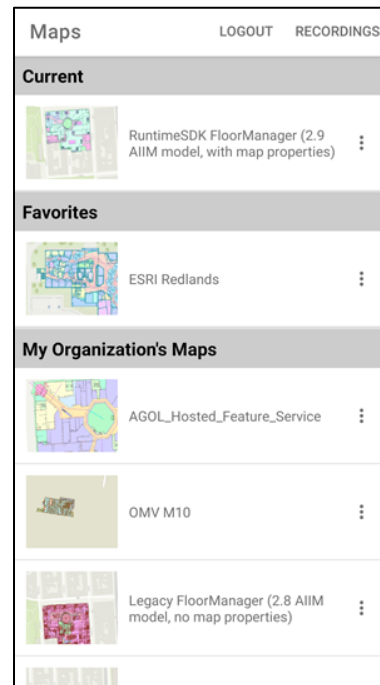 Maps LOGOUT RECORDINGS
Current
RuntimeSDK FloorManager (2.9
AIIM model, with map properties)
Favorites
ESRI Redlands
My Organization's Maps
AGOL_Hosted_Feature_Service
OMV M10
Legacy FloorManager (2.8 AIIM
model, no map properties)